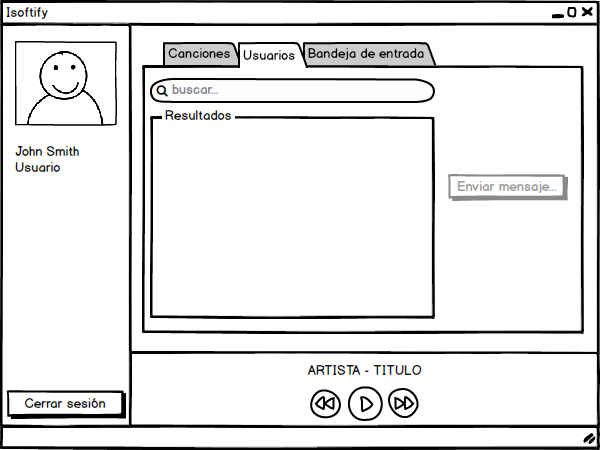 Isoftify
Canciones
Usuarios
Bandeja de entrada
buscar...
Resultados
John Smith
Usuario
Enviar mensaje...
ARTISTA - TITULO
Cerrar sesión